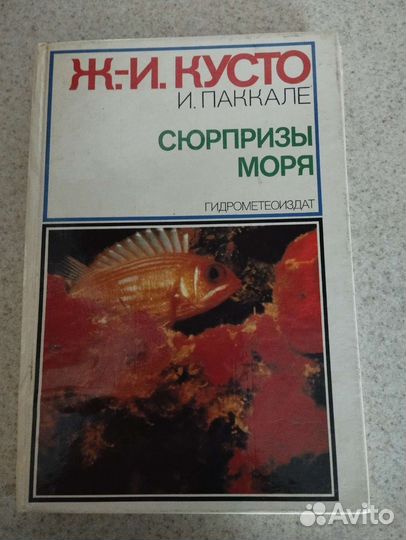 Ж.-И. КУСТО
И. ПАККАЛЕ
СЮРПРИЗЫ
МОРЯ
ГИДРОМЕТЕОИЗДАТ
Avito